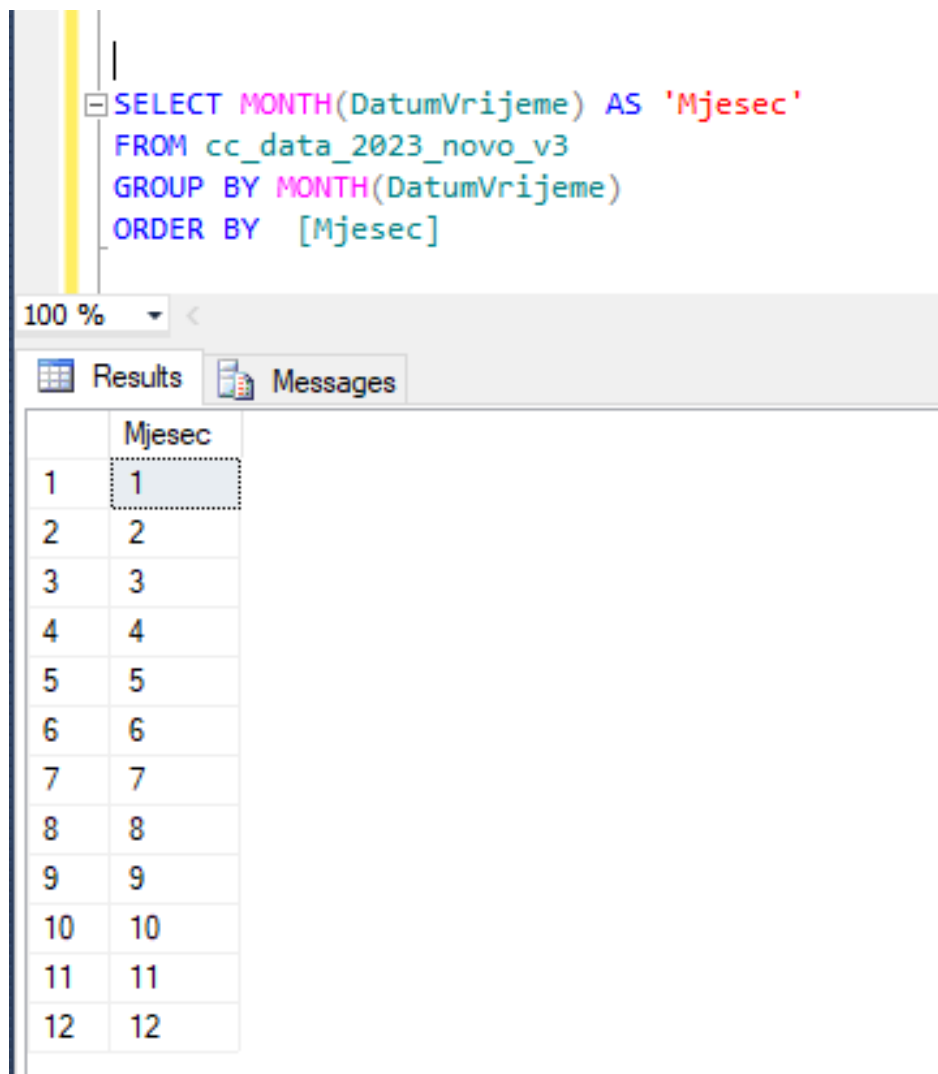 SELECT MONTH(DatumVrijeme) AS 'Mjesec'
FROM cc_data_2023_novo_v3
GROUP BY MONTH(DatumVrijeme)
ORDER BY  [Mjesec]
100 %
Results Messages
Mjesec
1 1
2 2
3 3
4 4
5 5
6 6
7 7
8 8
9 9
10 10
11 11
12 12